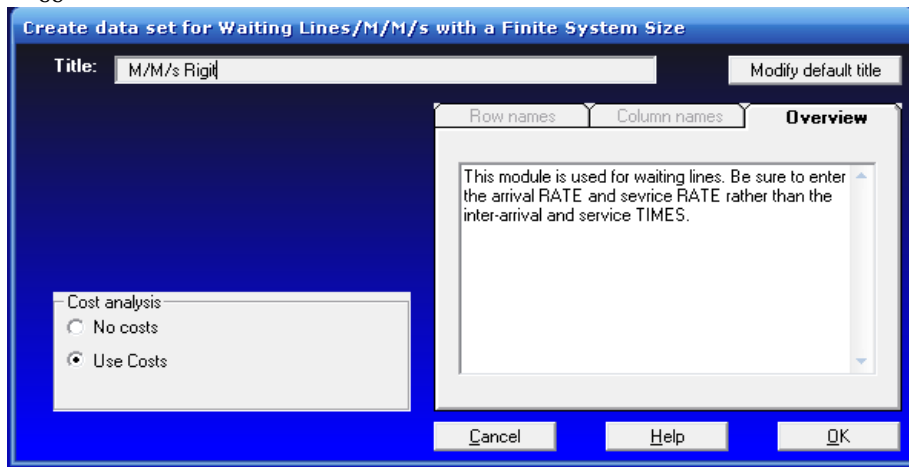 Create data set for Waiting Lines/M/M/s with a Finite System Size
Title: M/M/s Rigit
Modify default title
Row names Column names Overview
This module is used for waiting lines. Be sure to enter
the arrival RATE and sevrice RATE rather than the
inter-arrival and service TIMES.
Cost analysis
No costs
Use Costs
Cancel Help OK